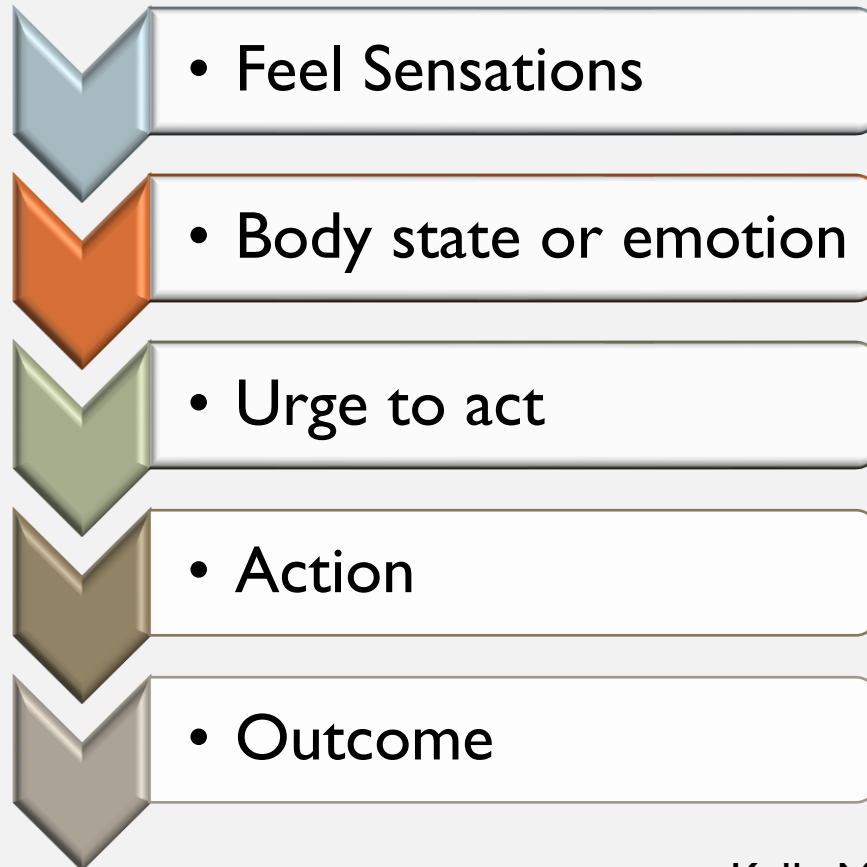 • Feel Sensations
• Body state or emotion
• Urge to act
• Action
• Outcome